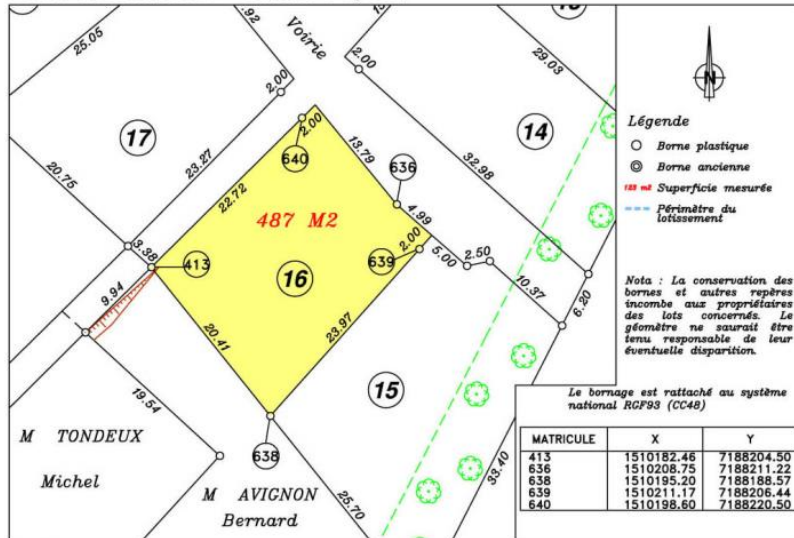 25.05
.92
Voirie
2.00
29.03
2.00
17
14
20.75
23.27
2.00
640
13.79
636
32.98
22.72
487 M2
4.99
3.38
413
639
2.00
5.00
2.50
9.94
16
10.37
6.20
20.41
23.97
15
19.54
M TONDEUX
Michel
638
M AVIGNON
Bernard
25.70
33.40
N
Légende
Borne plastique
Borne ancienne
123 m2 Superficie mesurée
Périmètre du
lotissement
Nota : La conservation des
bornes et autres repères
incombe aux propriétaires
des lots concernés. Le
géomètre ne saurait être
tenu responsable de leur
éventuelle disparition.
Le bornage est rattaché au système
national RGF93 (CC48)
MATRICULE X Y
413 1510182.46 7188204.50
636 1510208.75 7188211.22
638 1510195.20 7188188.57
639 1510211.17 7188206.44
640 1510198.60 7188220.50